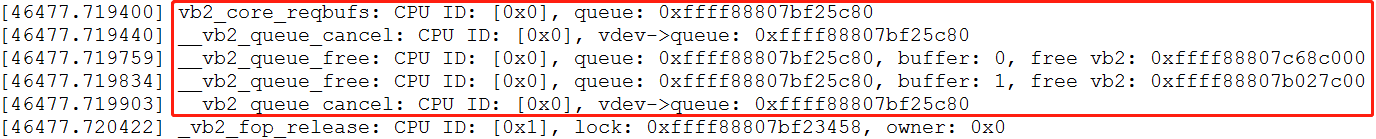 [46477.719400] vb2_core_reqbufs: CPU ID: [0x0], queue: 0xffff88807bf25c80
[46477.719440] __vb2_queue_cancel: CPU ID: [0x0], vdev->queue: 0xffff88807bf25c80
[46477.719759] __vb2_queue_free: CPU ID: [0x0], queue: 0xffff88807bf25c80, buffer: 0, free vb2: 0xffff88807c68c000
[46477.719834] __vb2_queue_free: CPU ID: [0x0], queue: 0xffff88807bf25c80, buffer: 1, free vb2: 0xffff88807b027c00
[46477.719903] __vb2_queue_cancel: CPU ID: [0x0], vdev->queue: 0xffff88807bf25c80
[46477.720422] _vb2_fop_release: CPU ID: [0x1], lock: 0xffff88807bf23458, owner: 0x0